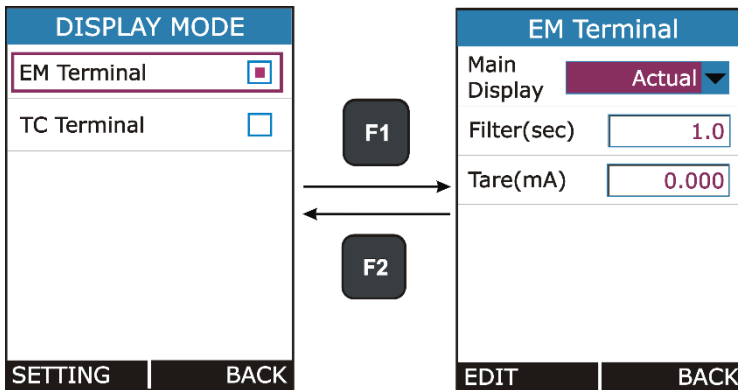 DISPLAY MODE
EM Terminal
TC Terminal
SETTING BACK
F1
F2
EM Terminal
Main
Display
Actual
Filter(sec) 1.0
Tare(mA) 0.000
EDIT BACK